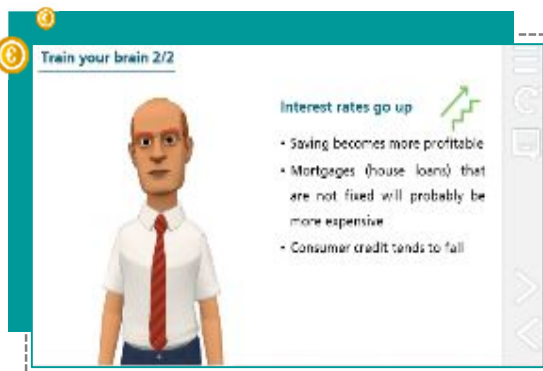 Train your brain 2/2
Interest rates go up
• Saving becomes more profitable
• Mortgages (house loans) that
are not fixed will probably be
more expensive
• Consumer credit tends to fall